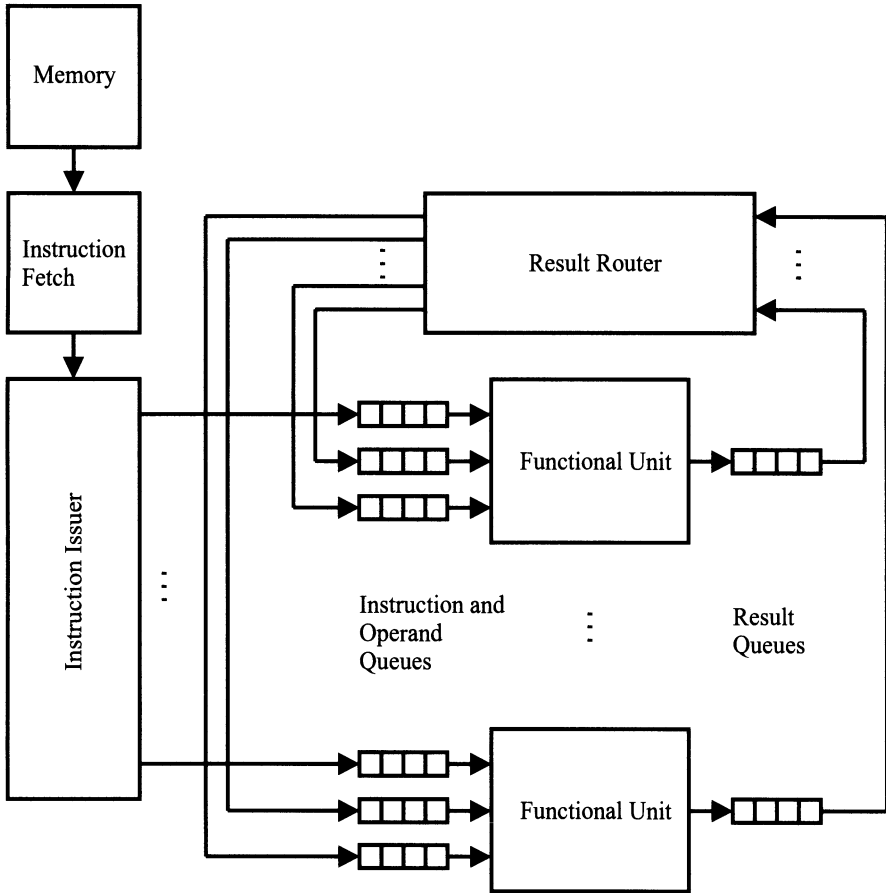 Memory
Instruction
Fetch
Result Router
Instruction Issuer
Functional Unit
Instruction and
Operand
Queues
Result
Queues
Functional Unit